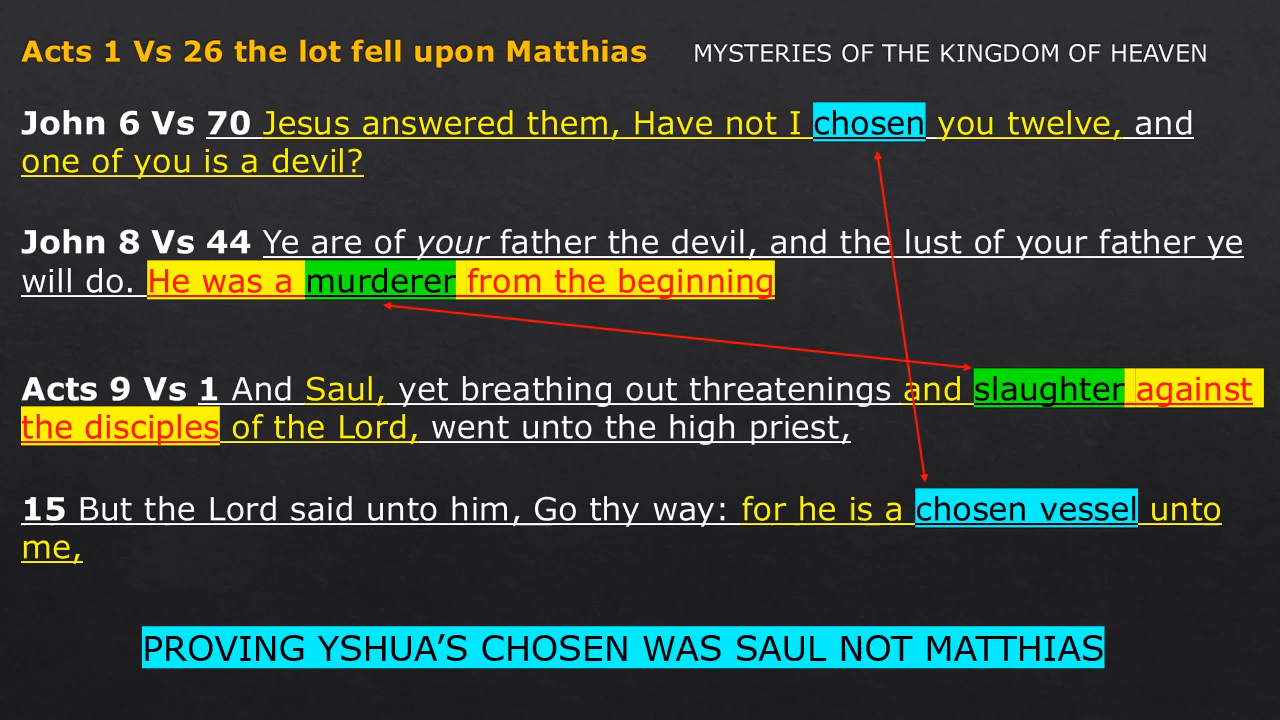 Acts 1 Vs 26 the lot fell upon Matthias MYSTERIES OF THE KINGDOM OF HEAVEN
John 6 Vs 70 Jesus answered them, Have not I chosen you twelve, and
one of you is a devil?
John 8 Vs 44 Ye are of your father the devil, and the lust of your father ye
will do. He was a murderer from the beginning
Acts 9 Vs 1 And Saul, yet breathing out threatenings and slaughter against
the disciples of the Lord, went unto the high priest,
15 But the Lord said unto him, Go thy way: for he is a chosen vessel unto
me,
PROVING YSHUA’S CHOSEN WAS SAUL NOT MATTHIAS